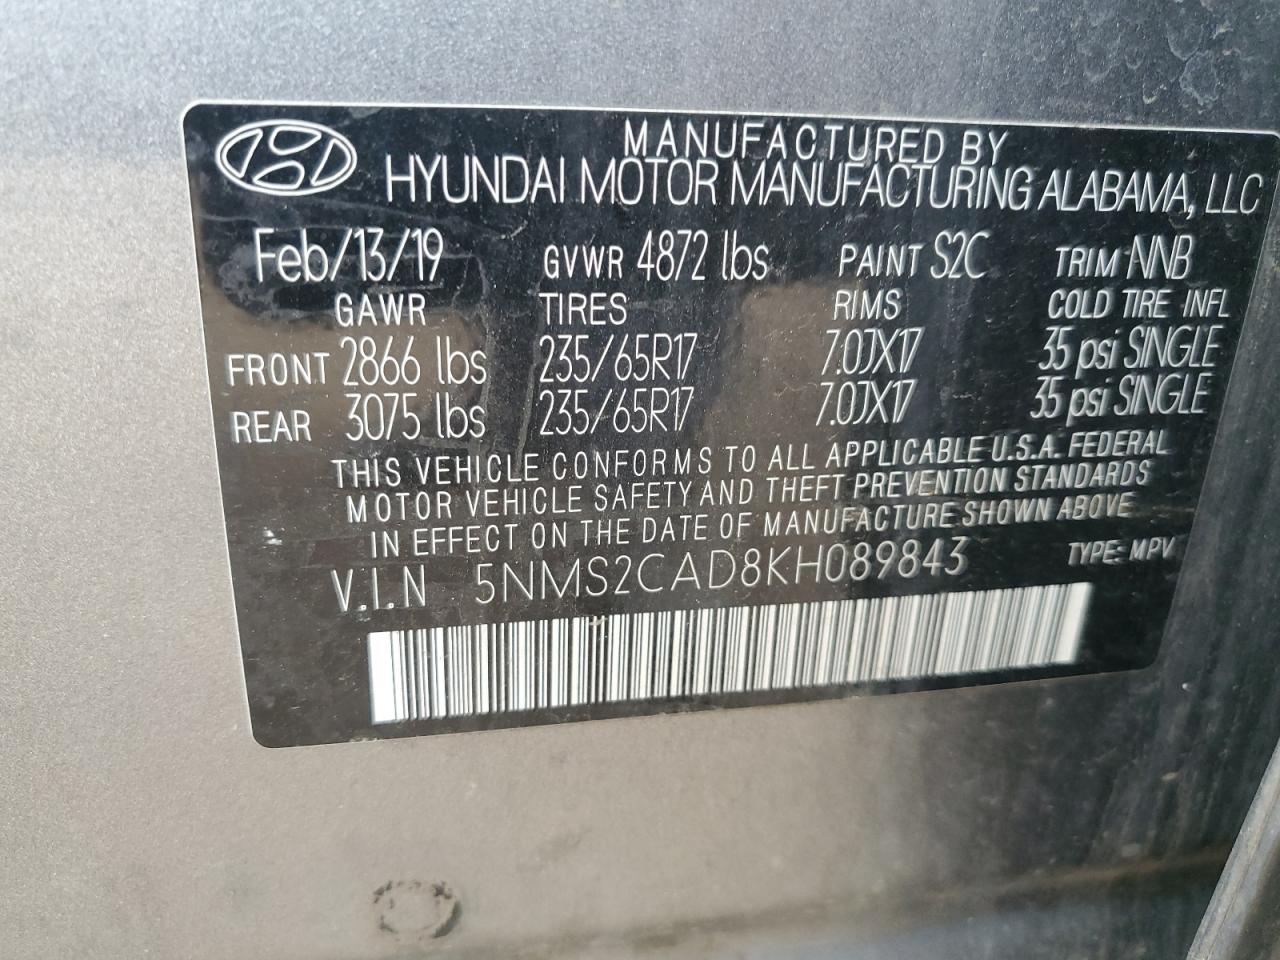 MANUFACTURED BY
HYUNDAI MOTOR MANUFACTURING ALABAMA, LLC
Feb/13/19 GVWR 4872 lbs PAINT S2C TRIM NNB
GAWR TIRES RIMS COLD TIRE INFL
FRONT 2866 lbs 235/65R17 7.0JX17 35 psi SINGLE
REAR 3075 lbs 235/65R17 7.0JX17 35 psi SINGLE
THIS VEHICLE CONFORMS TO ALL APPLICABLE U.S.A. FEDERAL
MOTOR VEHICLE SAFETY AND THEFT PREVENTION STANDARDS
IN EFFECT ON THE DATE OF MANUFACTURE SHOWN ABOVE
V.I.N 5NMS2CAD8KH089843 TYPE: MPV